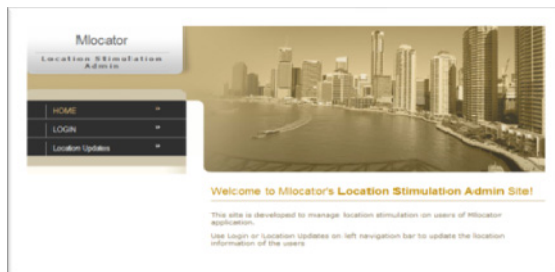 Mlocator
Location Stimulation
Admin
HOME
LOGIN
Location Updates
Welcome to Mlocator's Location Stimulation Admin Site!
This site is developed to manage location stimulation on users of Mlocator
application.
Use Login or Location Updates on left navigation bar to update the location
information of the users